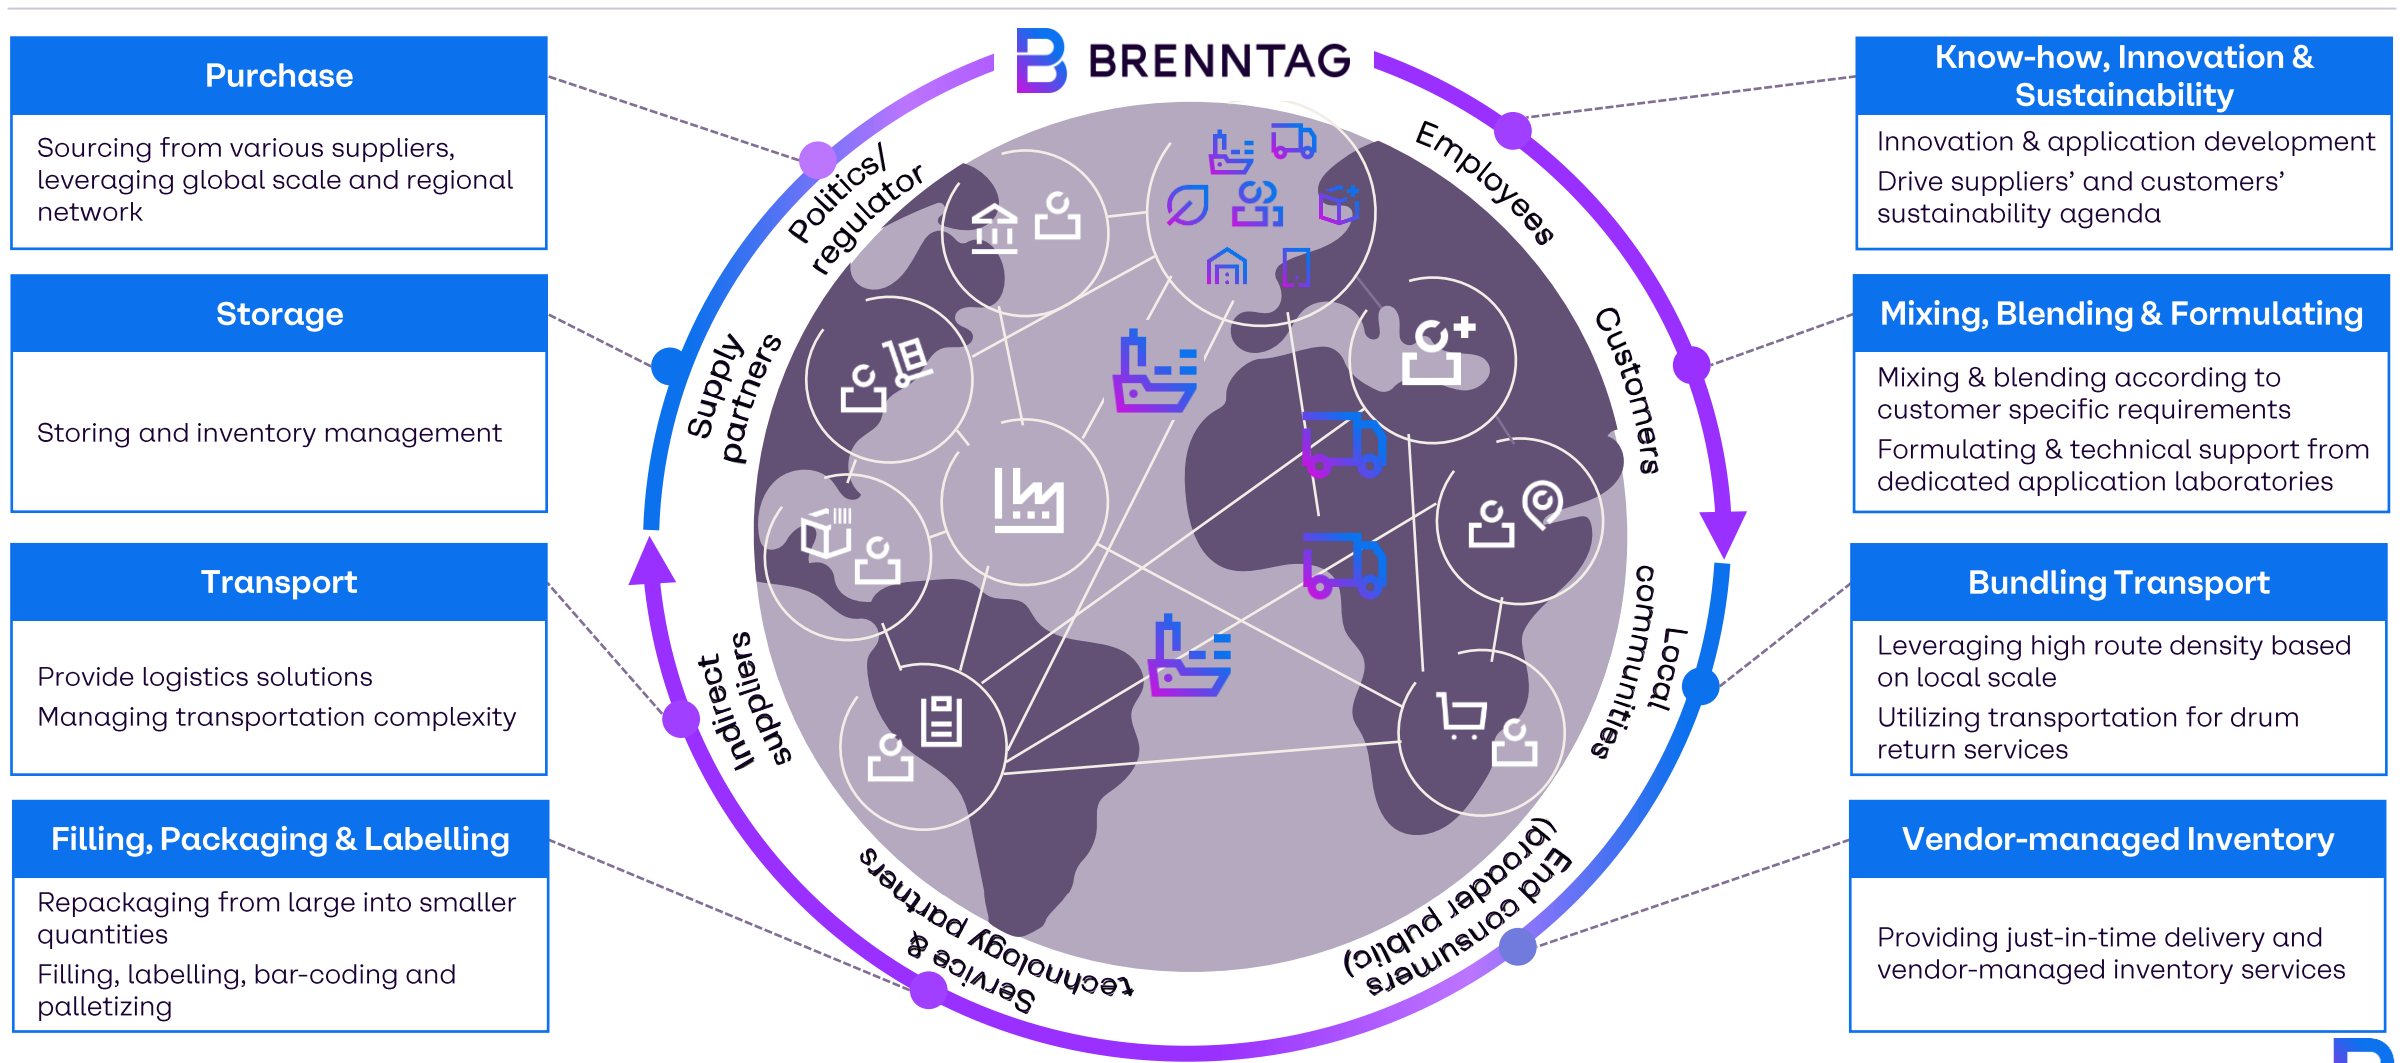 BRENNTAG
Purchase
Sourcing from various suppliers,
leveraging global scale and regional
network
Storage
Storing and inventory management
Transport
Provide logistics solutions
Managing transportation complexity
Filling, Packaging & Labelling
Repackaging from large into smaller
quantities
Filling, labelling, bar-coding and
palletizing
Politics/
regulator
Supply
partners
Indirect
suppliers
Service &
technology partners
Employees
Customers
Local
communities
End consumers
(broader public)
Know-how, Innovation &
Sustainability
Innovation & application development
Drive suppliers’ and customers’
sustainability agenda
Mixing, Blending & Formulating
Mixing & blending according to
customer specific requirements
Formulating & technical support from
dedicated application laboratories
Bundling Transport
Leveraging high route density based
on local scale
Utilizing transportation for drum
return services
Vendor-managed Inventory
Providing just-in-time delivery and
vendor-managed inventory services